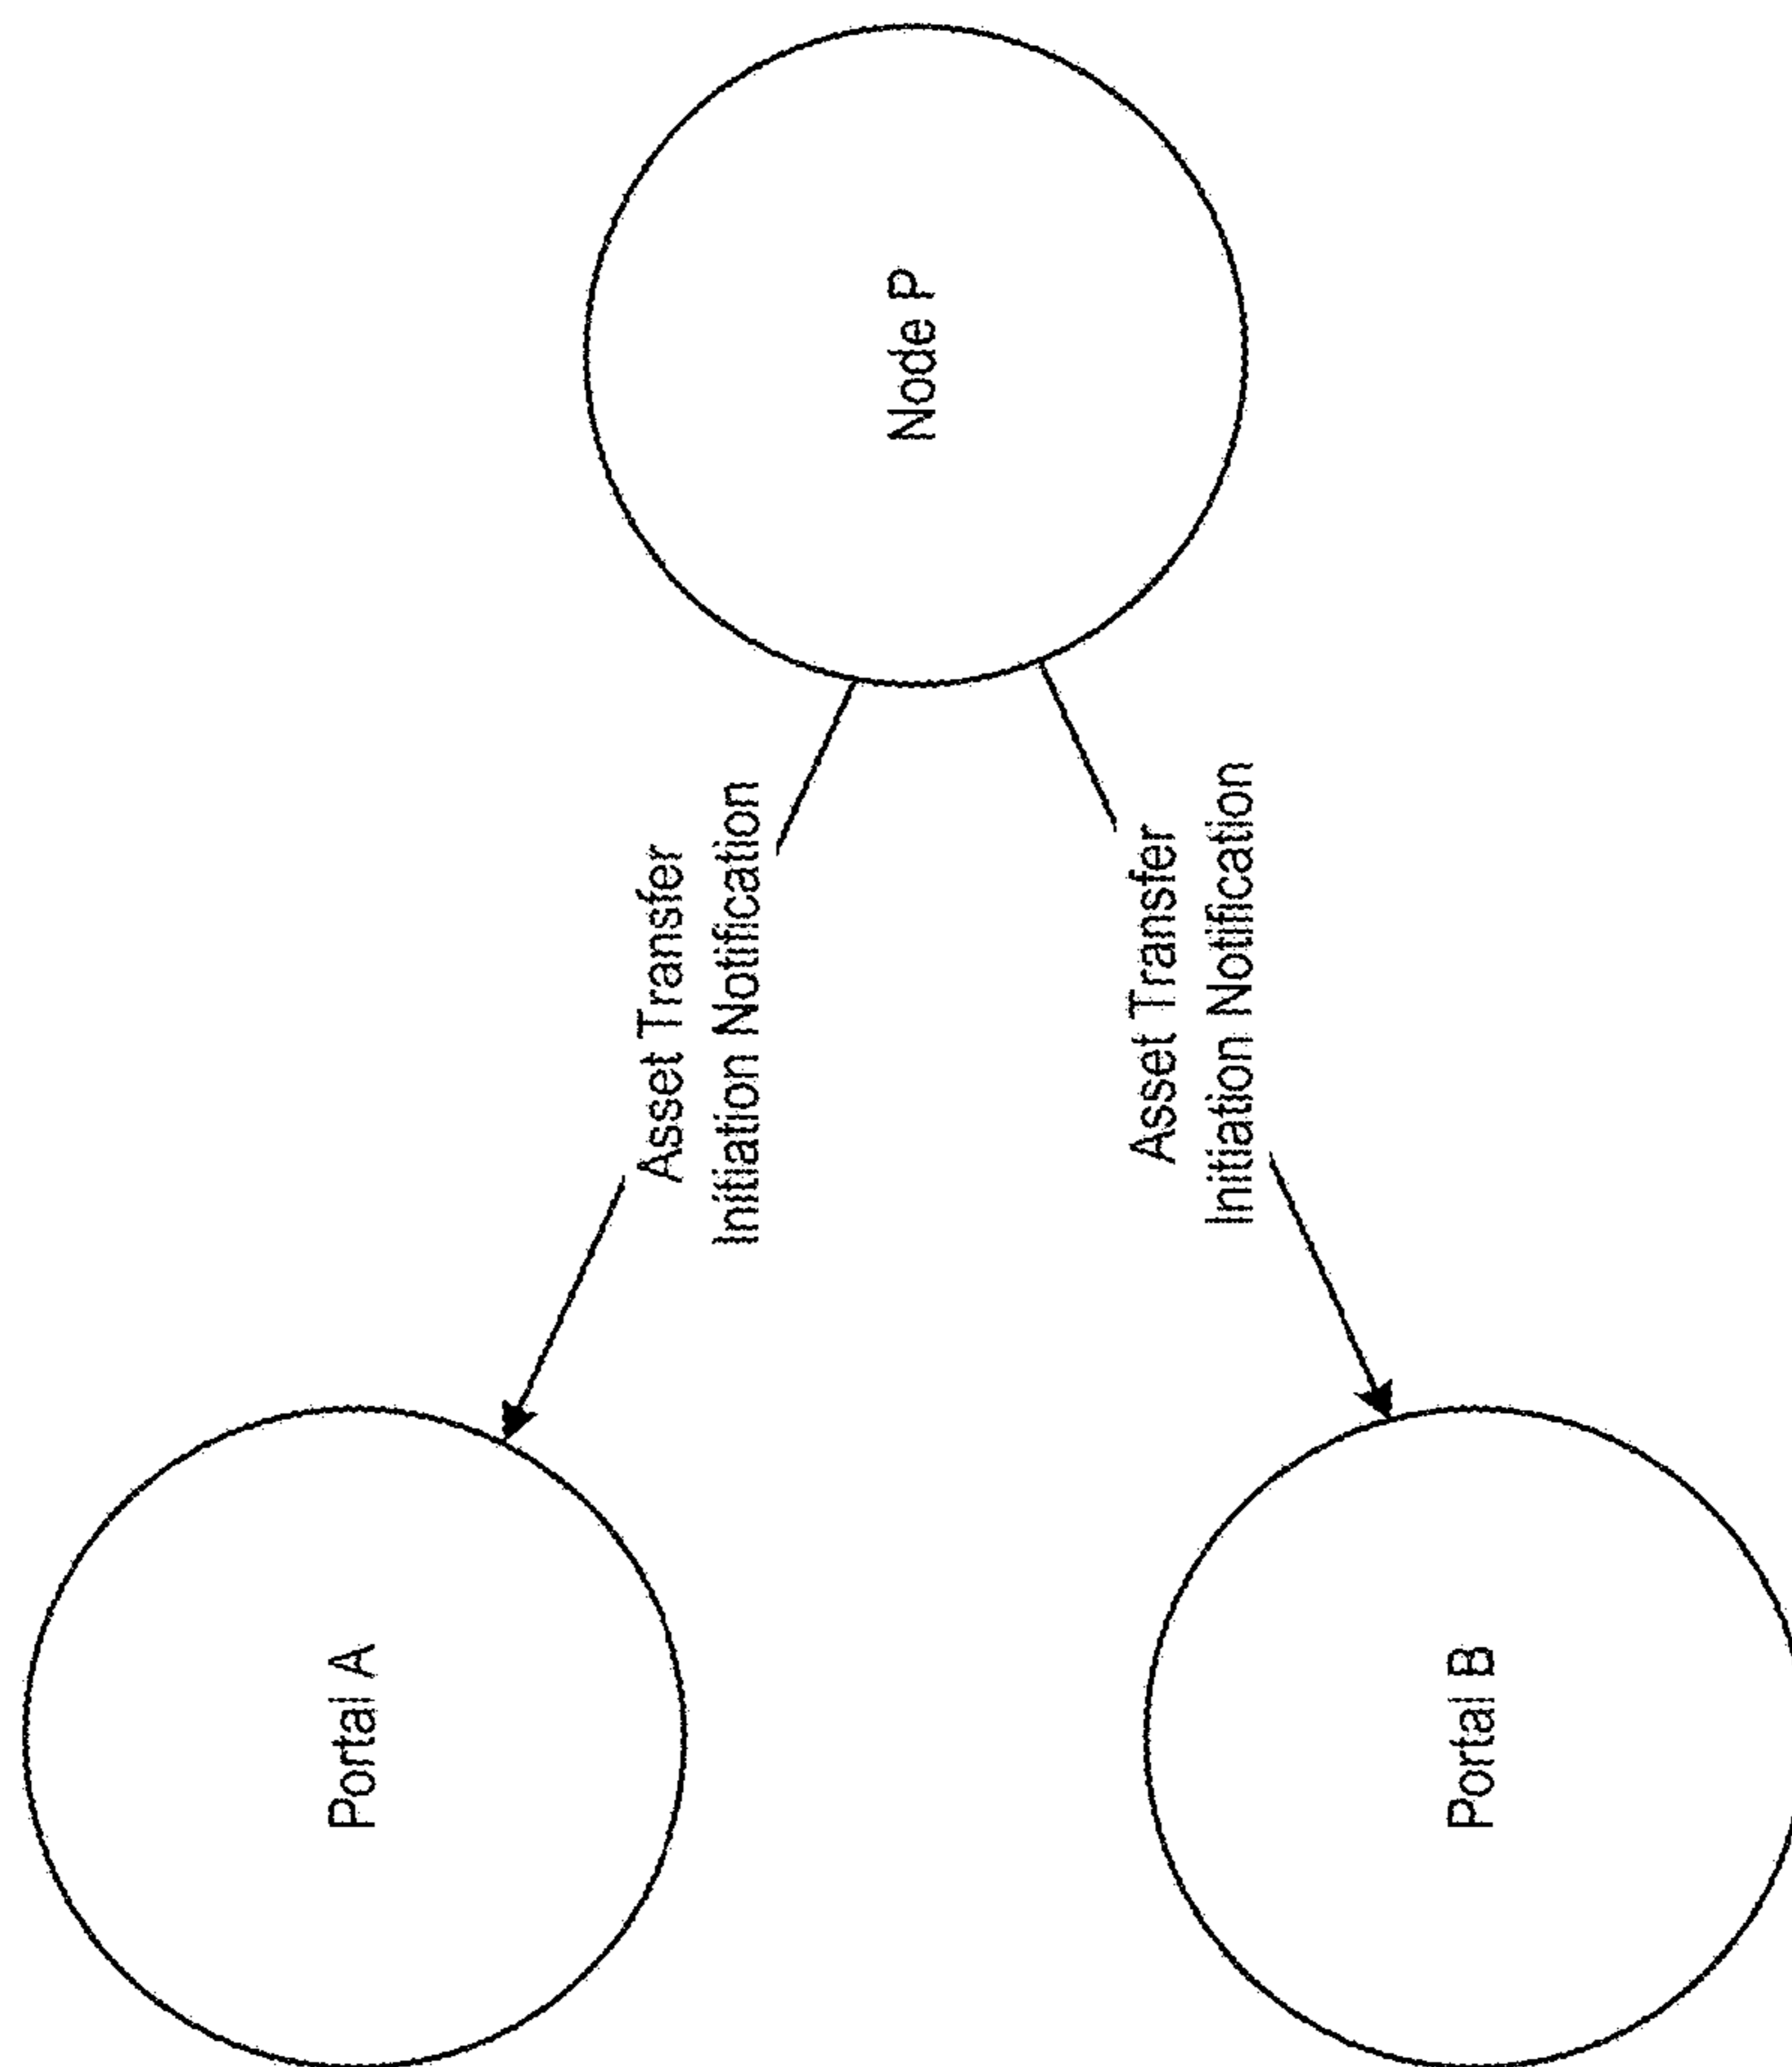 Portal A
Asset Transfer
Initiation Notification
Node P
Asset Transfer
Initiation Notification
Portal B